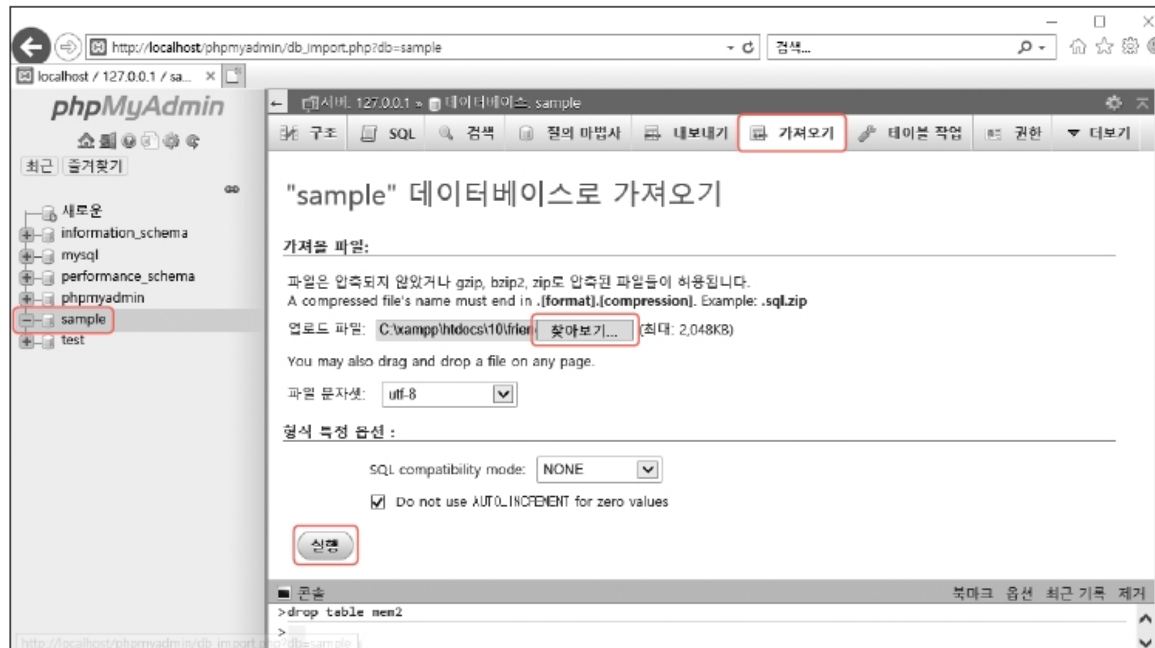 http://localhost/phpmyadmin/db_import.php?db=sample
검색...
localhost / 127.0.0.1 / sa...
phpMyAdmin
최근 즐겨찾기
새로운
information_schema
mysql
performance_schema
phpmyadmin
sample
test
서버: 127.0.0.1 » 데이터베이스: sample
구조 SQL 검색 질의 마법사 내보내기 가져오기 테이블 작업 권한 더보기
"sample" 데이터베이스로 가져오기
가져올 파일:
파일은 압축되지 않았거나 gzip, bzip2, zip로 압축된 파일들이 허용됩니다.
A compressed file's name must end in .[format].[compression]. Example: .sql.zip
업로드 파일: C:\xampp\htdocs\10\frien 찾아보기... (최대: 2,048KB)
You may also drag and drop a file on any page.
파일 문자셋: utf-8
형식 특정 옵션 :
SQL compatibility mode: NONE
Do not use AUTO_INCREMENT for zero values
실행
콘솔 북마크 옵션 최근 기록 제거
>drop table mem2
>
http://localhost/phpmyadmin/db_import.php?db=sample